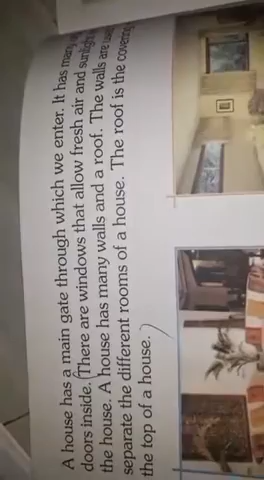 A house has a main gate through which we enter. It has many
doors inside. (There are windows that allow fresh air and sunlight
the house. A house has many walls and a roof. The walls are
separate the different rooms of a house. The roof is the covering
the top of a house.)